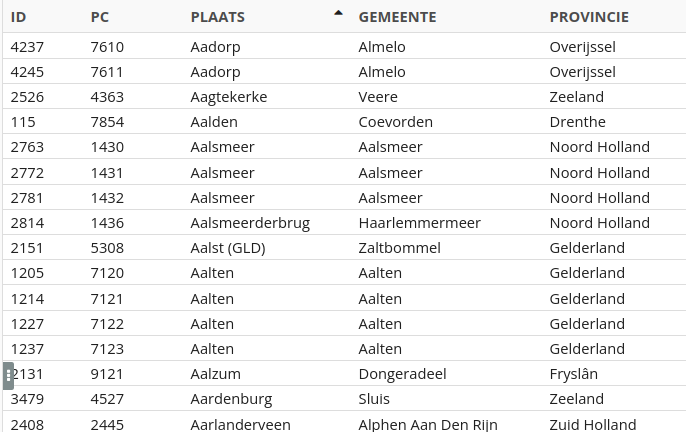 ID PC PLAATS GEMEENTE PROVINCIE
4237 7610 Aadorp Almelo Overijssel
4245 7611 Aadorp Almelo Overijssel
2526 4363 Aagtekerke Veere Zeeland
115 7854 Aalden Coevorden Drenthe
2763 1430 Aalsmeer Aalsmeer Noord Holland
2772 1431 Aalsmeer Aalsmeer Noord Holland
2781 1432 Aalsmeer Aalsmeer Noord Holland
2814 1436 Aalsmeerderbrug Haarlemmermeer Noord Holland
2151 5308 Aalst (GLD) Zaltbommel Gelderland
1205 7120 Aalten Aalten Gelderland
1214 7121 Aalten Aalten Gelderland
1227 7122 Aalten Aalten Gelderland
1237 7123 Aalten Aalten Gelderland
2131 9121 Aalzum Dongeradeel Fryslân
3479 4527 Aardenburg Sluis Zeeland
2408 2445 Aarlanderveen Alphen Aan Den Rijn Zuid Holland